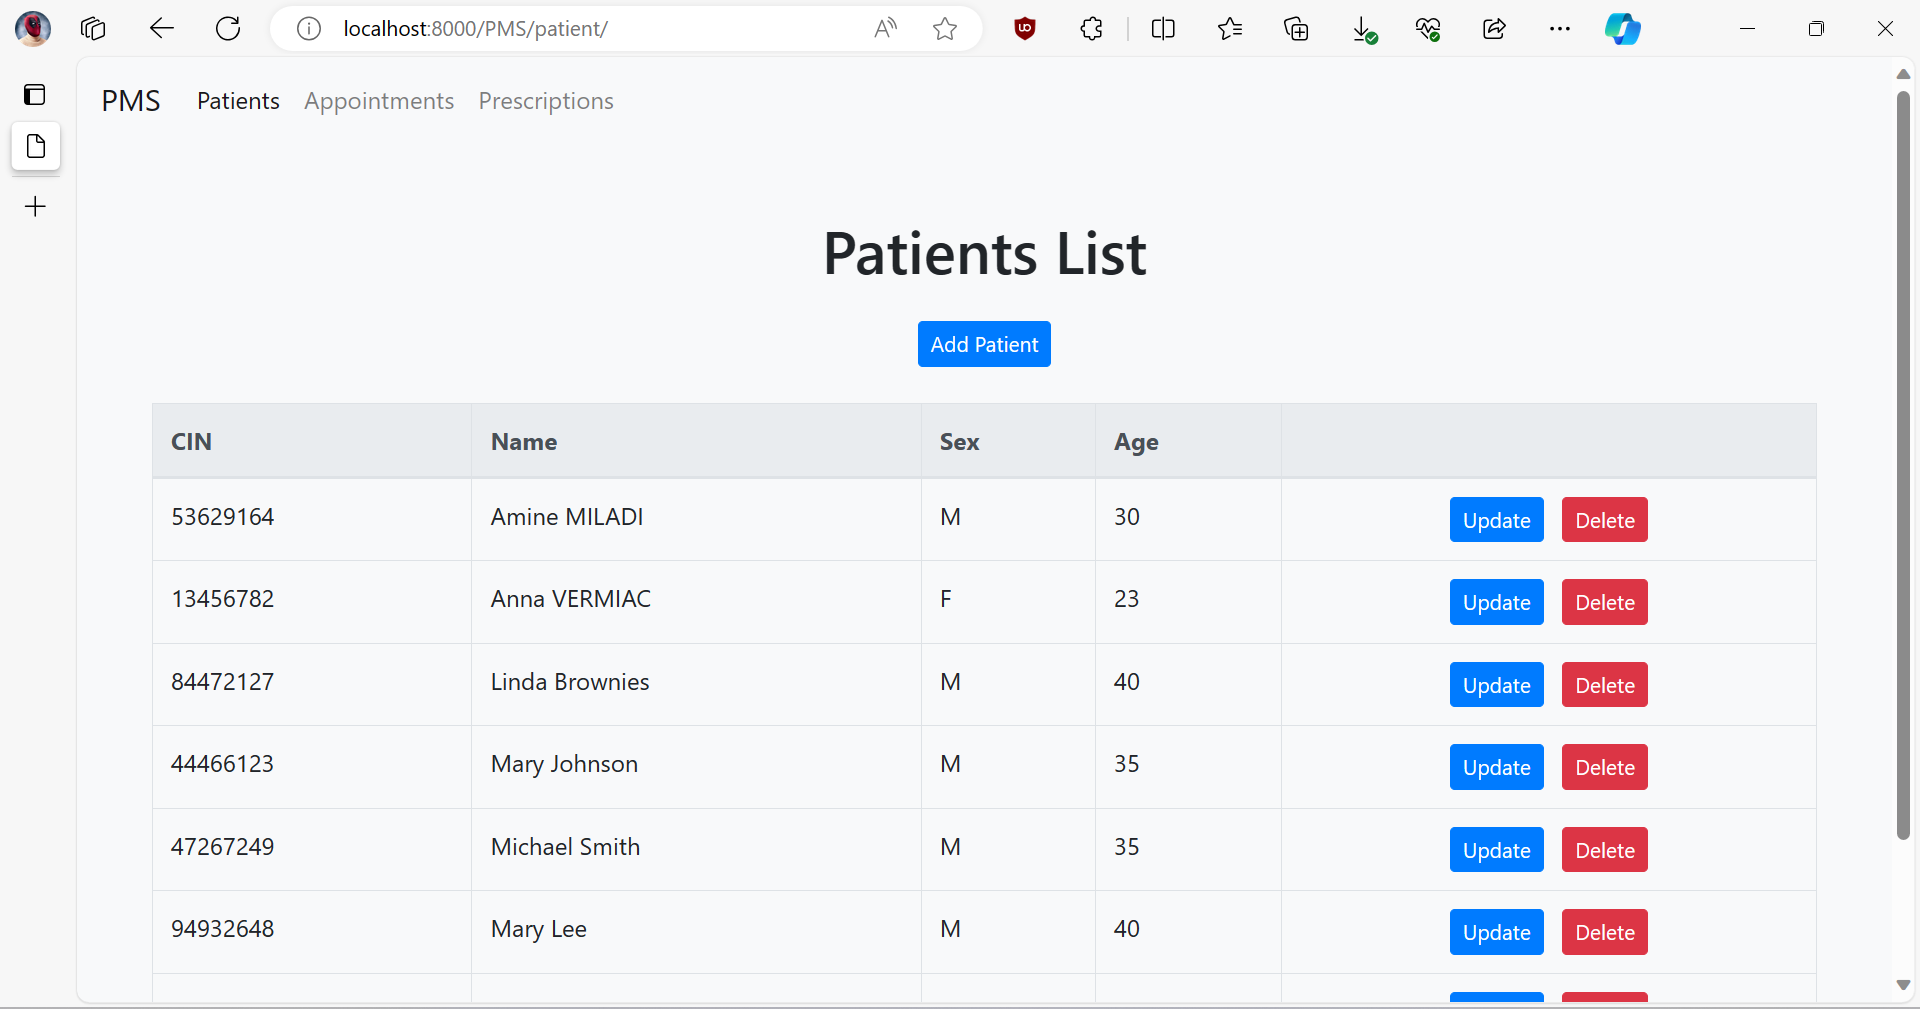 localhost:8000/PMS/patient/
PMS Patients Appointments Prescriptions
Patients List
Add Patient
CIN Name Sex Age
53629164 Amine MILADI M 30 Update Delete
13456782 Anna VERMIAC F 23 Update Delete
84472127 Linda Brownies M 40 Update Delete
44466123 Mary Johnson M 35 Update Delete
47267249 Michael Smith M 35 Update Delete
94932648 Mary Lee M 40 Update Delete